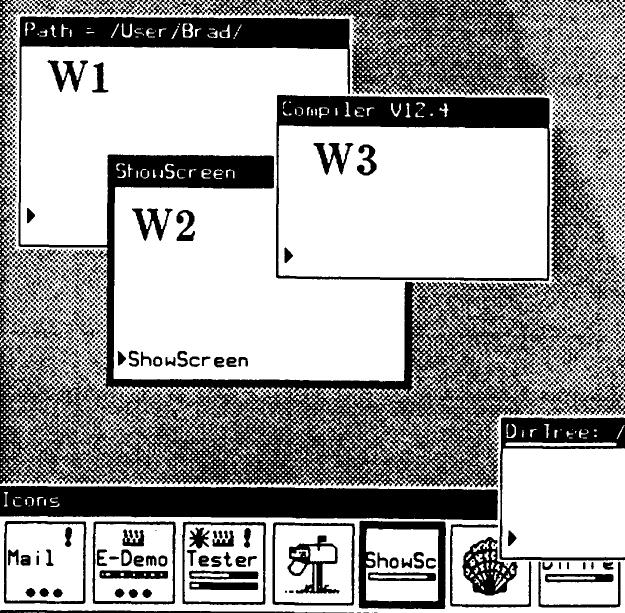 Path = /User/Brad/
W1
Compiler V12.4
W3
ShowScreen
W2
ShowScreen
DirTree: /
Icons
Mail
E-Demo
Tester
ShowSc